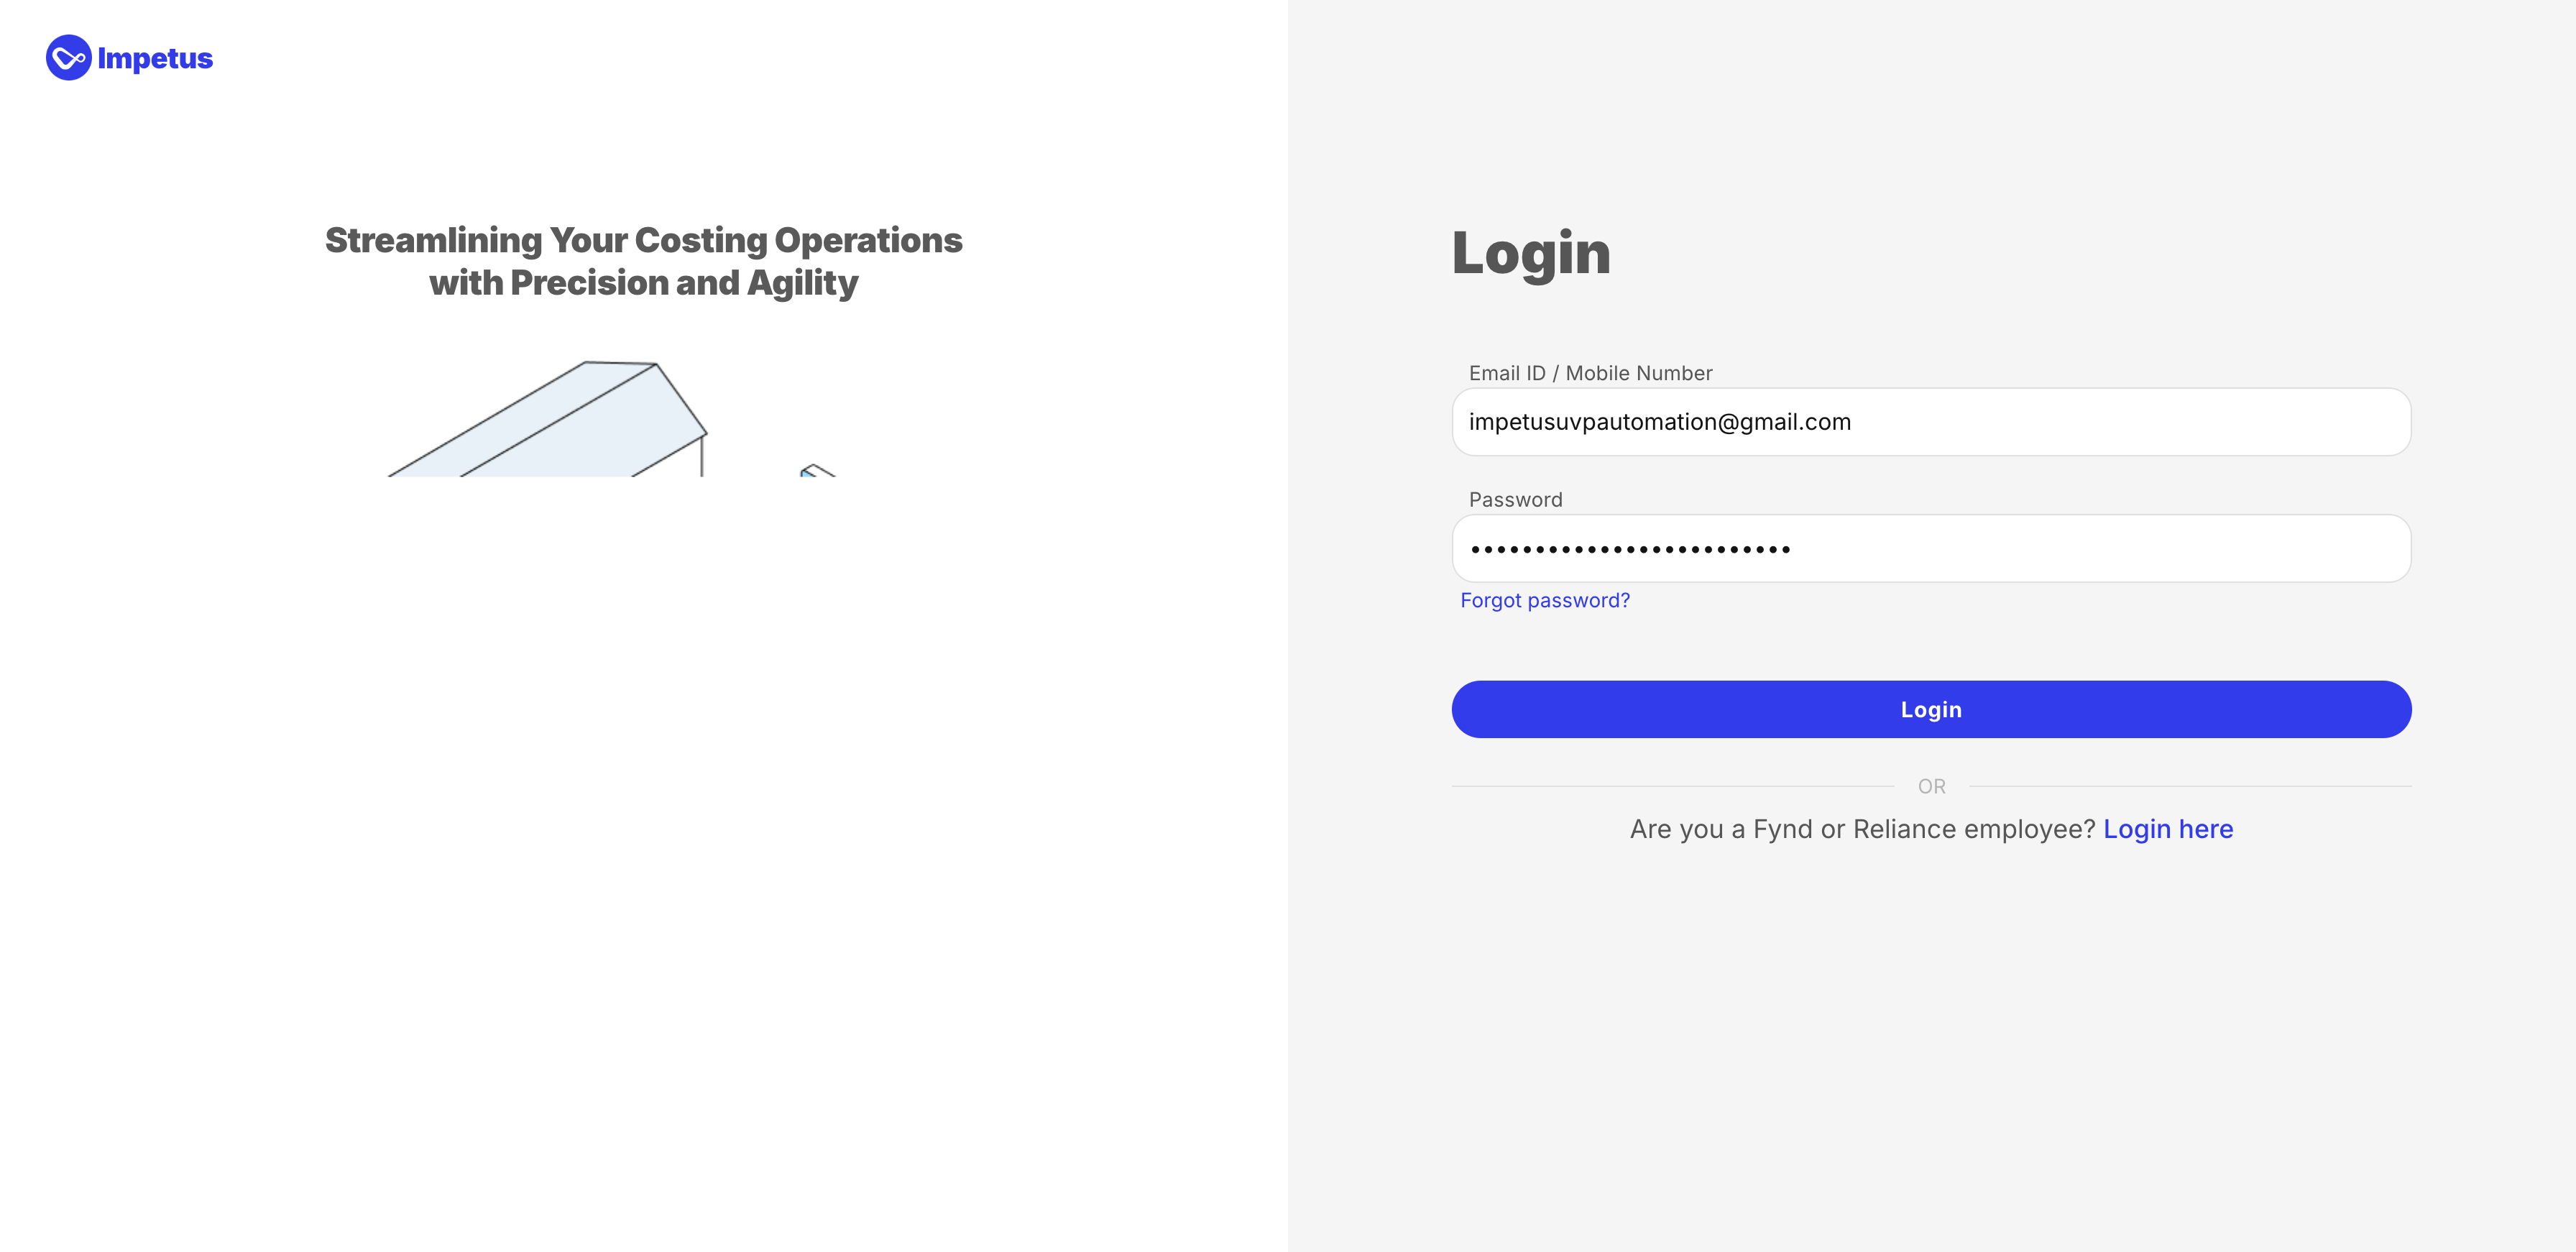 Impetus
Streamlining Your Costing Operations
with Precision and Agility
Login
Email ID / Mobile Number
impetusuvpautomation@gmail.com
Password
•••••••••••••••••••••••••
Forgot password?
Login
OR
Are you a Fynd or Reliance employee? Login here